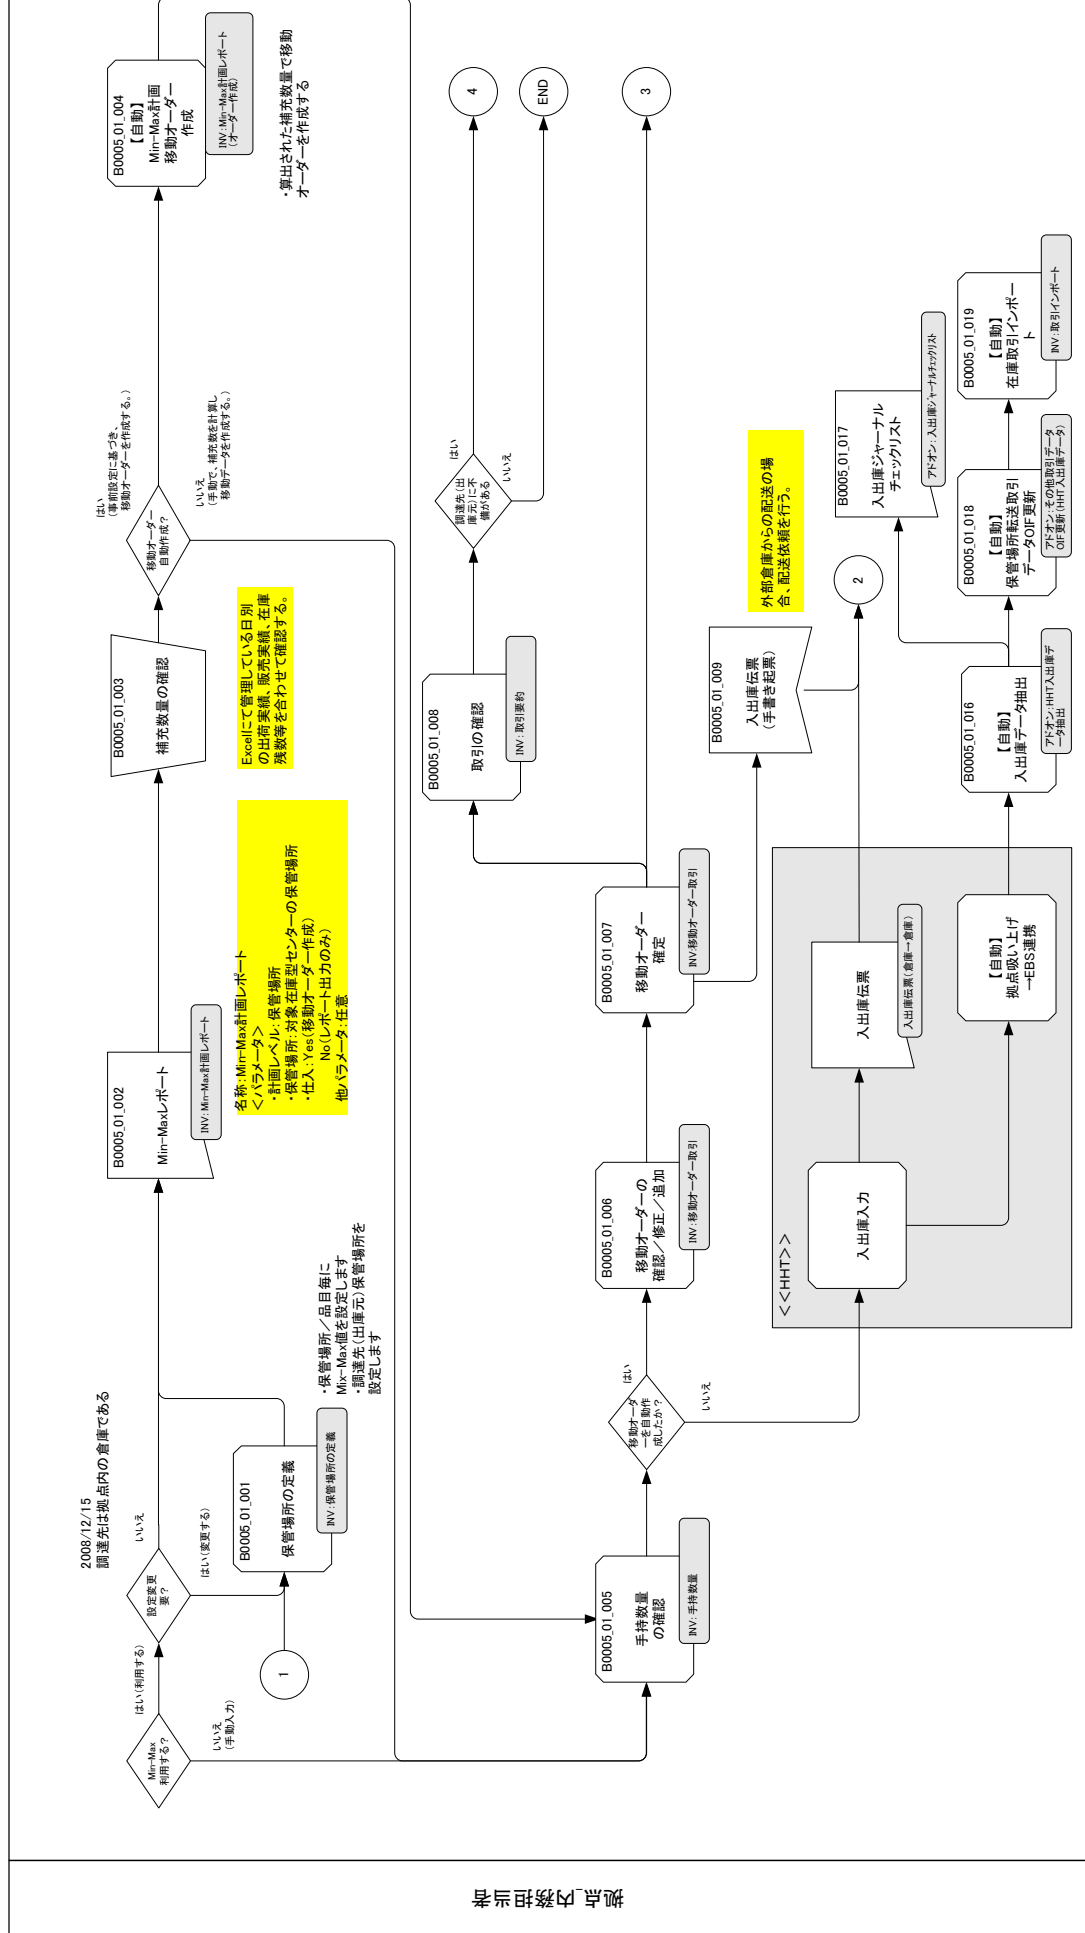 拠点_内務担当者
Min-Max
利用する?
はい(利用する)
いいえ
(手動入力)
2008/12/15
調達先は拠点内の倉庫である
設定変更
要?
いいえ
はい(変更する)
1
B0005_01_001
保管場所の定義
INV:保管場所の定義
・保管場所/品目毎に
Mix-Max値を設定します
・調達先(出庫元)保管場所を
設定します
B0005_01_002
Min-Maxレポート
INV:Min-Max計画レポート
名称:Min-Max計画レポート
<パラメータ>
・計画レベル:保管場所
・保管場所:対象在庫型センターの保管場所
・仕入:Yes(移動オーダー作成)
No(レポート出力のみ)
他パラメータ:任意
B0005_01_003
補充数量の確認
Excelにて管理している日別
の出荷実績、販売実績、在庫
残数等を合わせて確認する。
移動オーダー
自動作成?
はい
(事前設定に基づき、
移動オーダーを作成する。)
いいえ
(手動で、補充数を計算し
移動データを作成する。)
B0005_01_004
【自動】
Min-Max計画
移動オーダー
作成
INV:Min-Max計画レポート
(オーダー作成)
・算出された補充数量で移動
オーダーを作成する
B0005_01_005
手持数量
の確認
INV:手持数量
移動オーダ
ーを自動作
成したか?
はい
いいえ
B0005_01_006
移動オーダーの
確認/修正/追加
INV:移動オーダー取引
B0005_01_007
移動オーダー
確定
INV:移動オーダー取引
B0005_01_008
取引の確認
INV:取引要約
調達先(出
庫元)に不
備がある
はい
いいえ
4
END
3
B0005_01_009
入出庫伝票
(手書き起票)
外部倉庫からの配送の場
合、配送依頼を行う。
2
<<HHT>>
入出庫入力
入出庫伝票
入出庫伝票(倉庫→倉庫)
【自動】
拠点吸い上げ
→EBS連携
B0005_01_016
【自動】
入出庫データ抽出
アドオン:HHT入出庫デ
ータ抽出
B0005_01_017
入出庫ジャーナル
チェックリスト
アドオン:入出庫ジャーナルチェックリスト
B0005_01_018
【自動】
保管場所転送取引
データOIF更新
アドオン:その他取引データ
OIF更新(HHT入出庫データ)
B0005_01_019
【自動】
在庫取引インポー
ト
INV:取引インポート